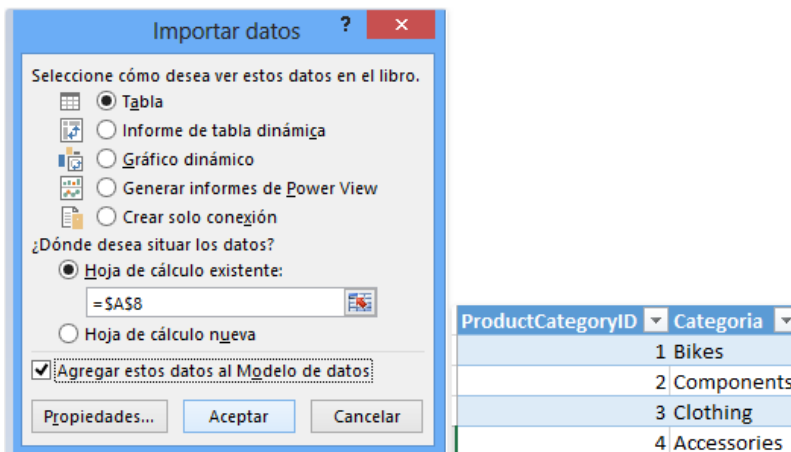 Importar datos ? ×
Seleccione cómo desea ver estos datos en el libro.
Tabla
Informe de tabla dinámica
Gráfico dinámico
Generar informes de Power View
Crear solo conexión
¿Dónde desea situar los datos?
Hoja de cálculo existente:
=$A$8
Hoja de cálculo nueva
Agregar estos datos al Modelo de datos
Propiedades... Aceptar Cancelar
ProductCategoryID Categoria
1 Bikes
2 Components
3 Clothing
4 Accessories